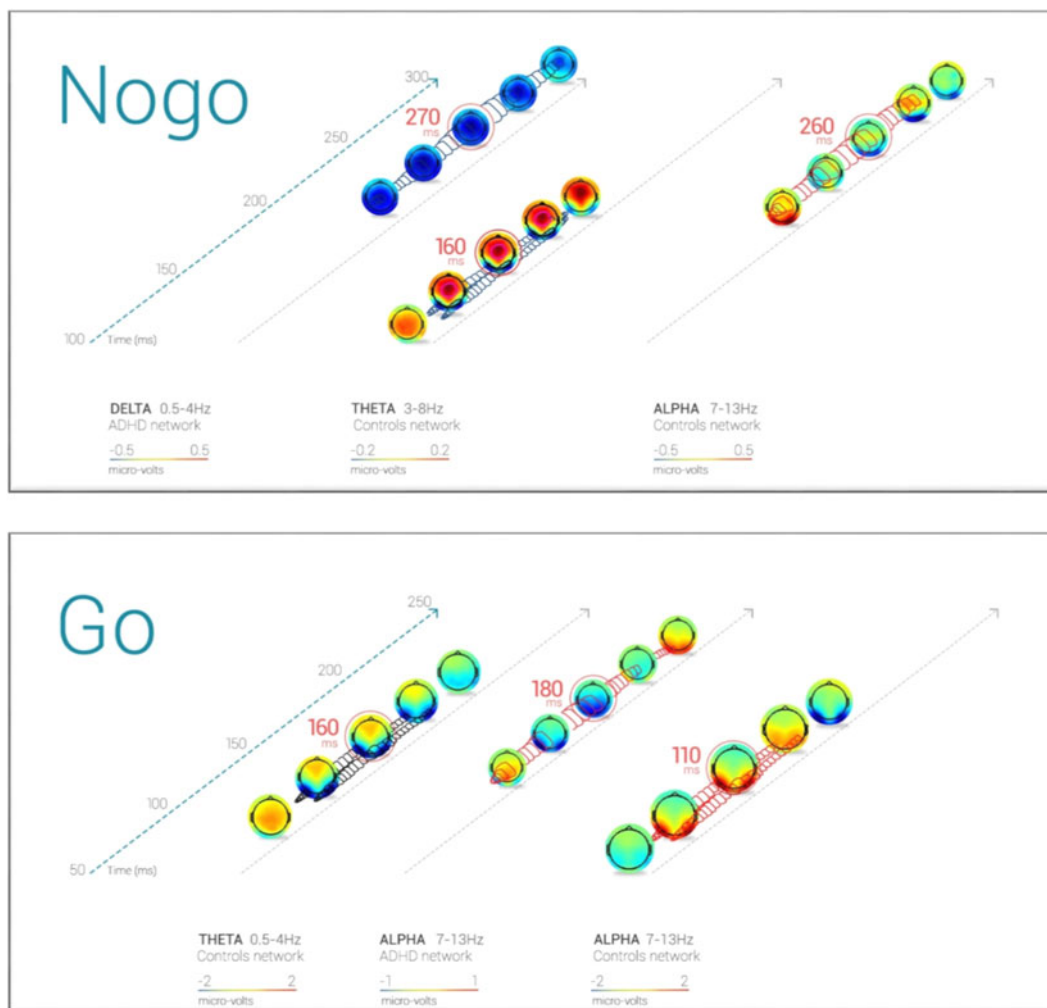 Nogo
300
250
200
150
100
Time (ms)
270
ms
160
ms
260
ms
DELTA 0.5-4Hz
ADHD network
-0.5 0.5
micro-volts
THETA 3-8Hz
Controls network
-0.2 0.2
micro-volts
ALPHA 7-13Hz
Controls network
-0.5 0.5
micro-volts
Go
250
200
150
100
50
Time (ms)
160
ms
180
ms
110
ms
THETA 0.5-4Hz
Controls network
-2 2
micro-volts
ALPHA 7-13Hz
ADHD network
-1 1
micro-volts
ALPHA 7-13Hz
Controls network
-2 2
micro-volts